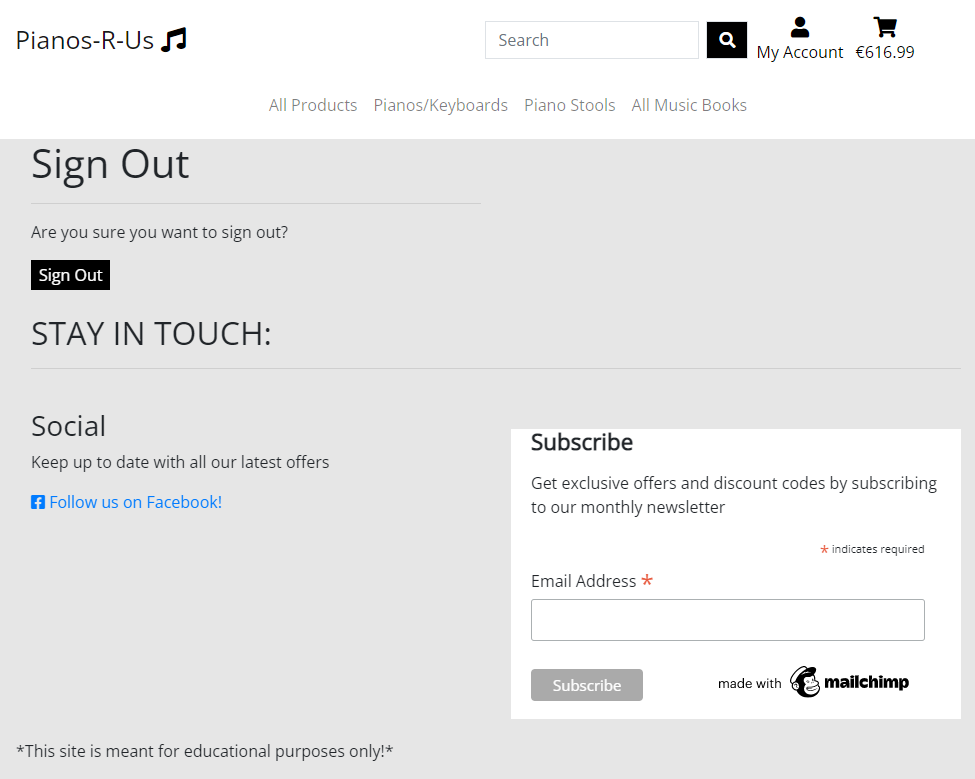 Pianos-R-Us
Search
My Account
€616.99
All Products
Pianos/Keyboards
Piano Stools
All Music Books
Sign Out
Are you sure you want to sign out?
Sign Out
STAY IN TOUCH:
Social
Keep up to date with all our latest offers
Follow us on Facebook!
Subscribe
Get exclusive offers and discount codes by subscribing
to our monthly newsletter
* indicates required
Email Address *
Subscribe
made with mailchimp
*This site is meant for educational purposes only!*